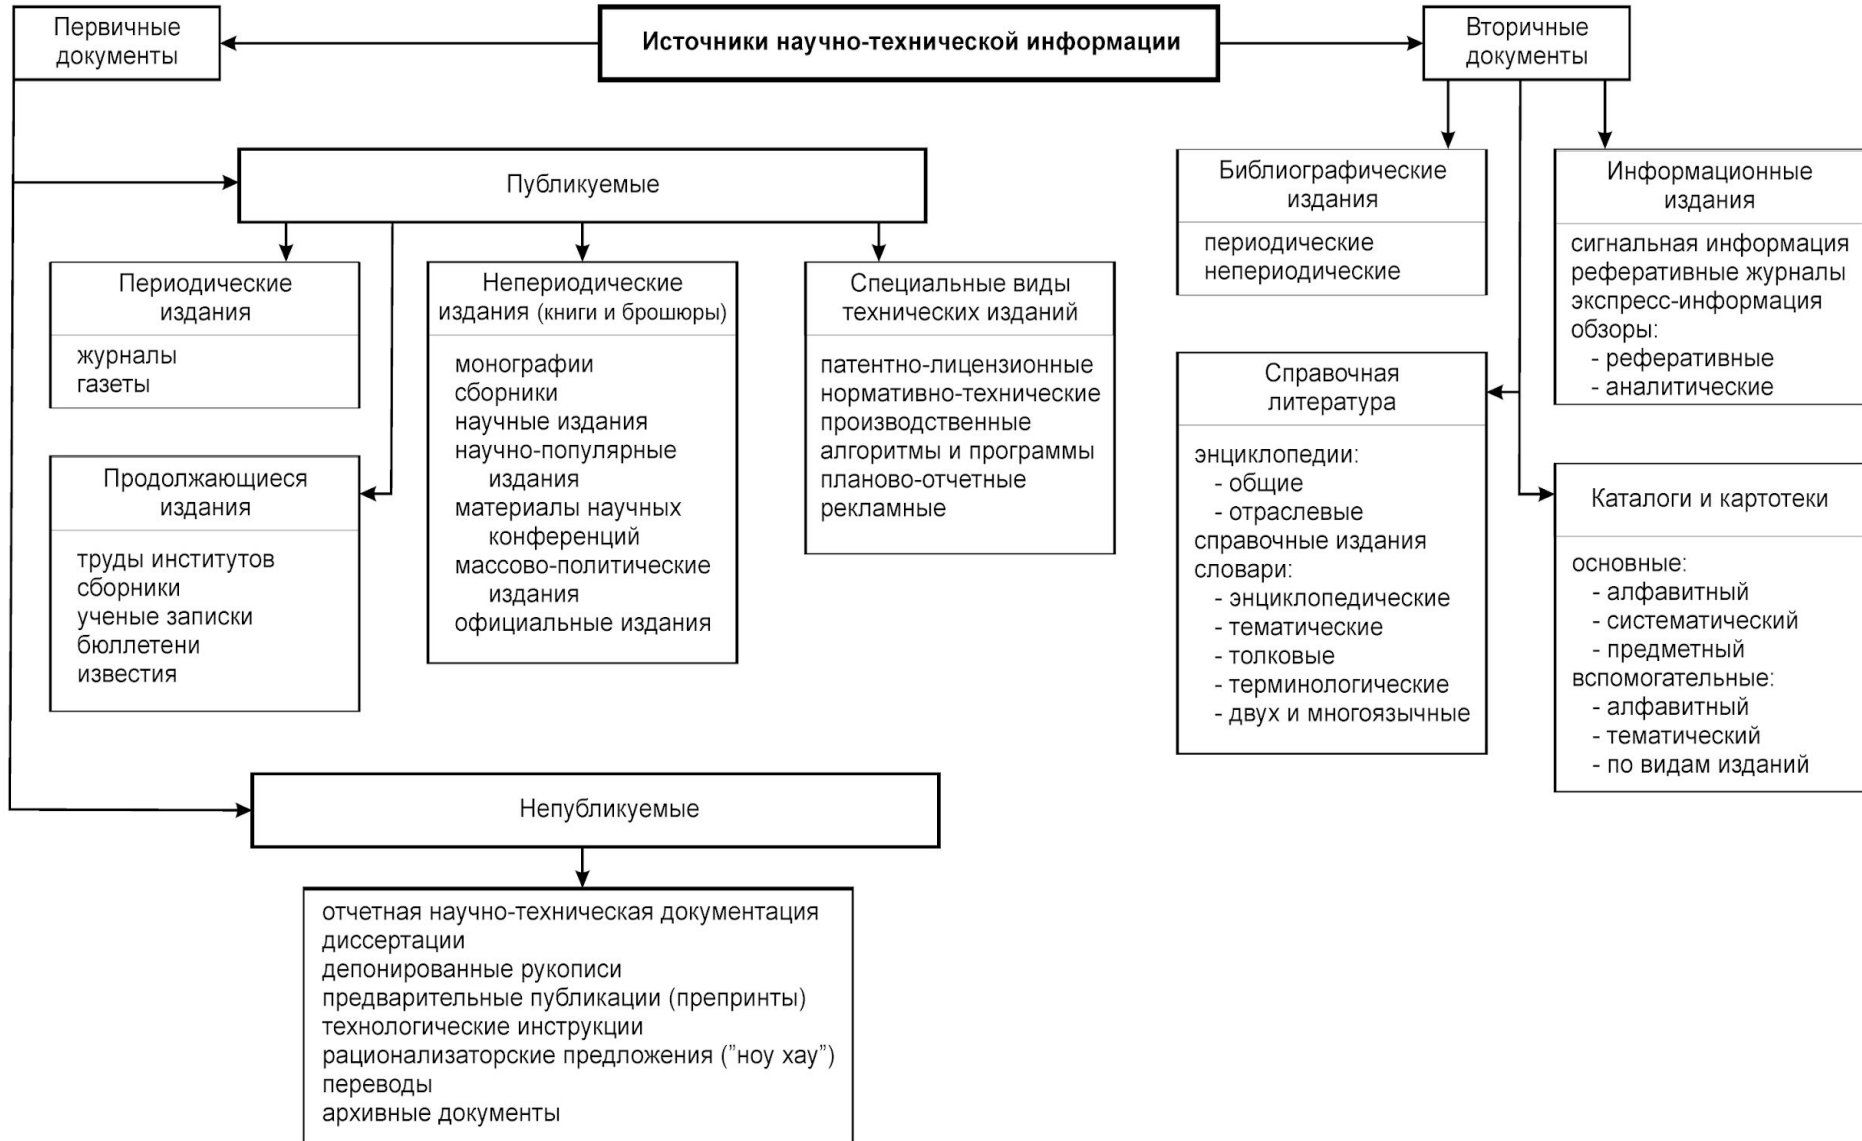 Первичные
документы
Источники научно-технической информации
Вторичные
документы
Публикуемые
Периодические
издания
журналы
газеты
Продолжающиеся
издания
труды институтов
сборники
ученые записки
бюллетени
известия
Непериодические
издания (книги и брошюры)
монографии
сборники
научные издания
научно-популярные
издания
материалы научных
конференций
массово-политические
издания
официальные издания
Специальные виды
технических изданий
патентно-лицензионные
нормативно-технические
производственные
алгоритмы и программы
планово-отчетные
рекламные
Непубликуемые
отчетная научно-техническая документация
диссертации
депонированные рукописи
предварительные публикации (препринты)
технологические инструкции
рационализаторские предложения (”ноу хау”)
переводы
архивные документы
Библиографические
издания
периодические
непериодические
Справочная
литература
энциклопедии:
- общие
- отраслевые
справочные издания
словари:
- энциклопедические
- тематические
- толковые
- терминологические
- двух и многоязычные
Информационные
издания
сигнальная информация
реферативные журналы
экспресс-информация
обзоры:
- реферативные
- аналитические
Каталоги и картотеки
основные:
- алфавитный
- систематический
- предметный
вспомогательные:
- алфавитный
- тематический
- по видам изданий